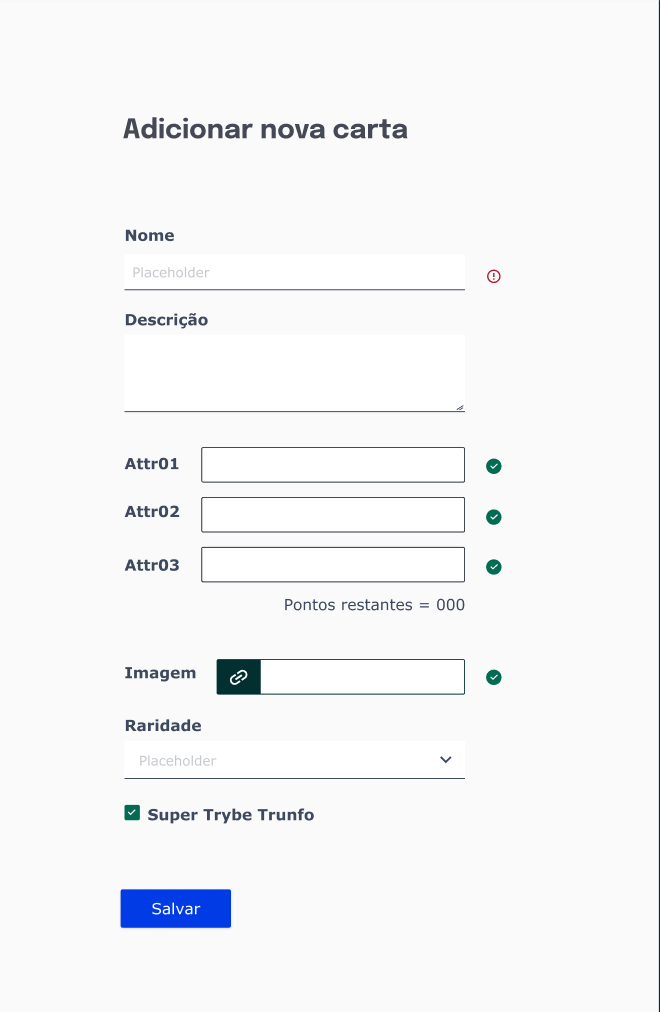 Adicionar nova carta
Nome
Placeholder
Descrição
Attr01
Attr02
Attr03
Pontos restantes = 000
Imagem
Raridade
Placeholder
Super Trybe Trunfo
Salvar